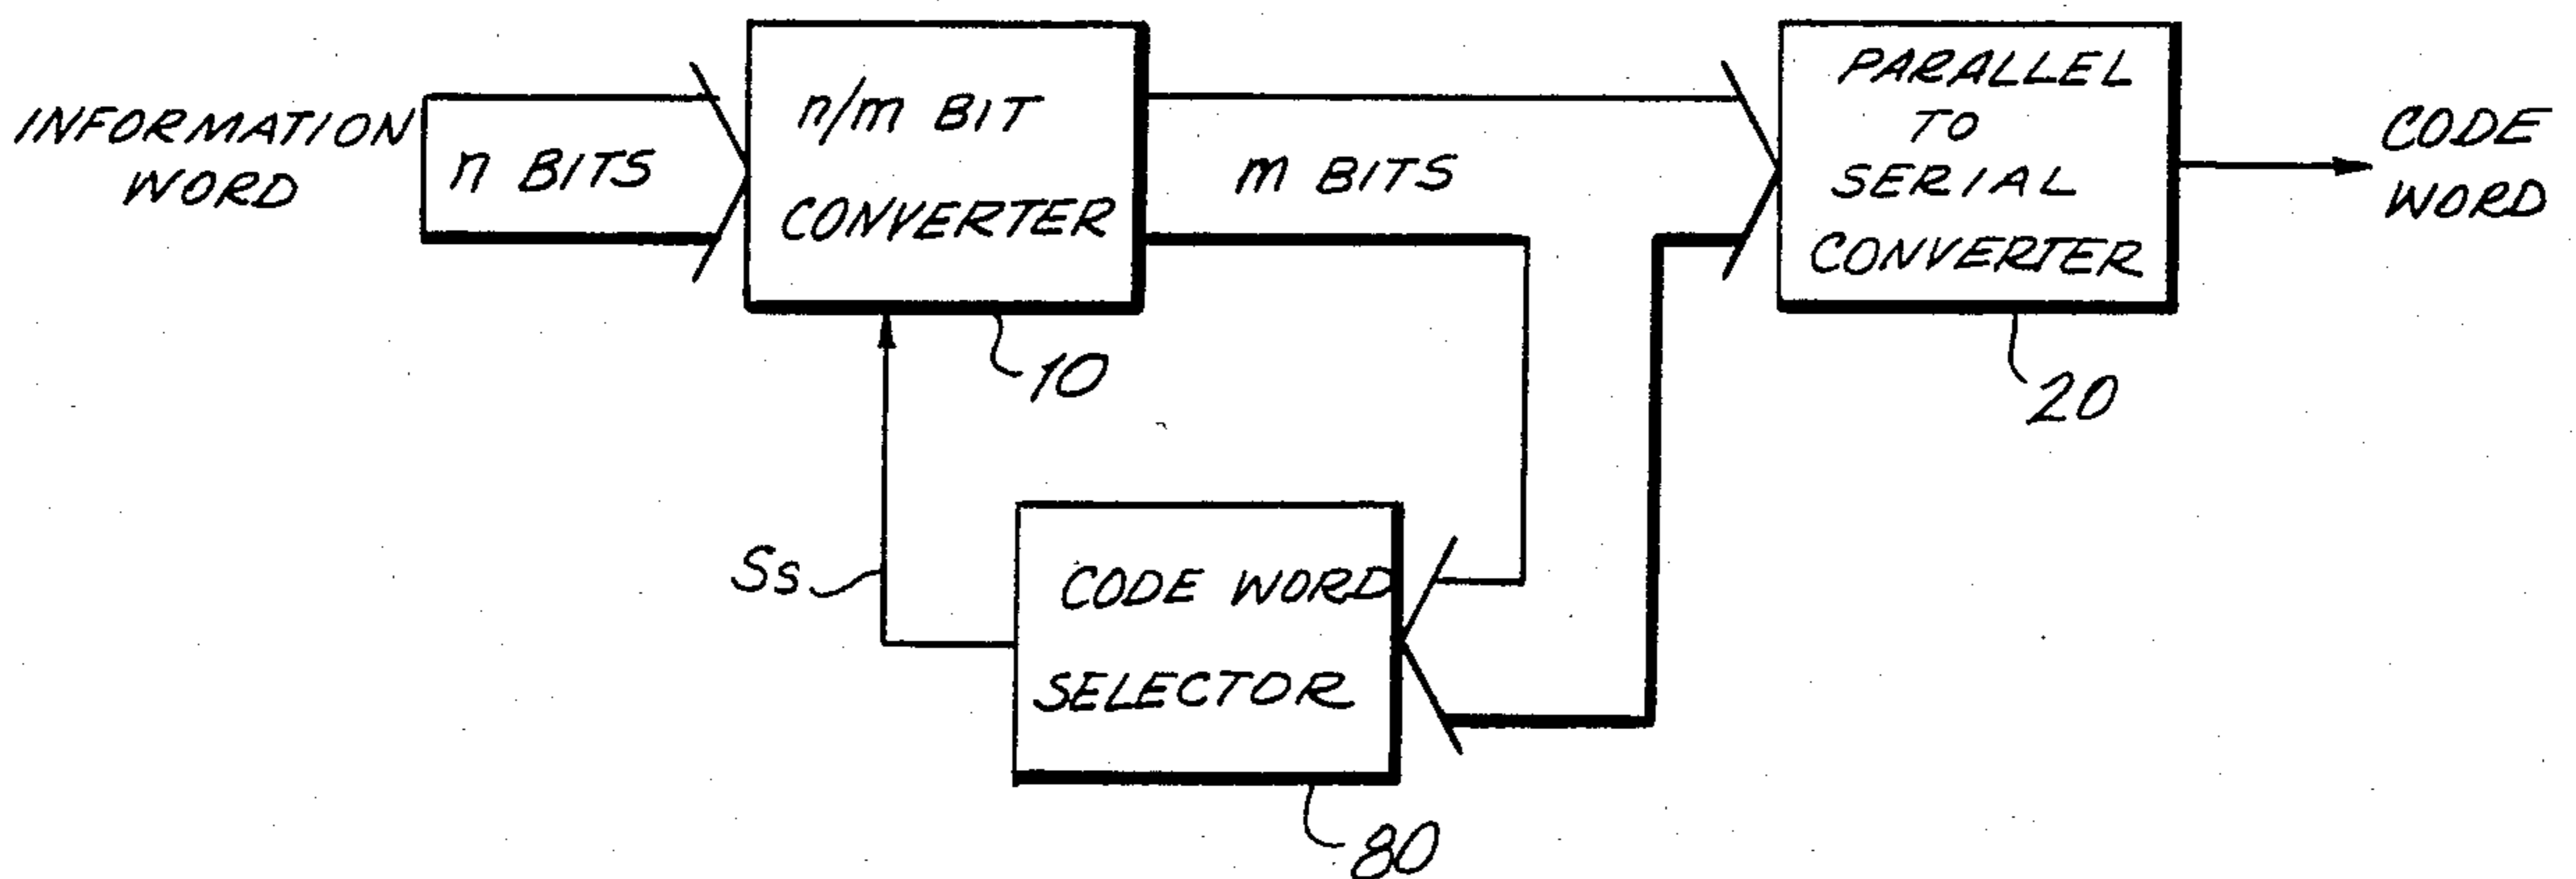 INFORMATION
WORD
n BITS
n/m BIT
CONVERTER
10
m BITS
PARALLEL
TO
SERIAL
CONVERTER
20
CODE
WORD
Ss
CODE WORD
SELECTOR
80